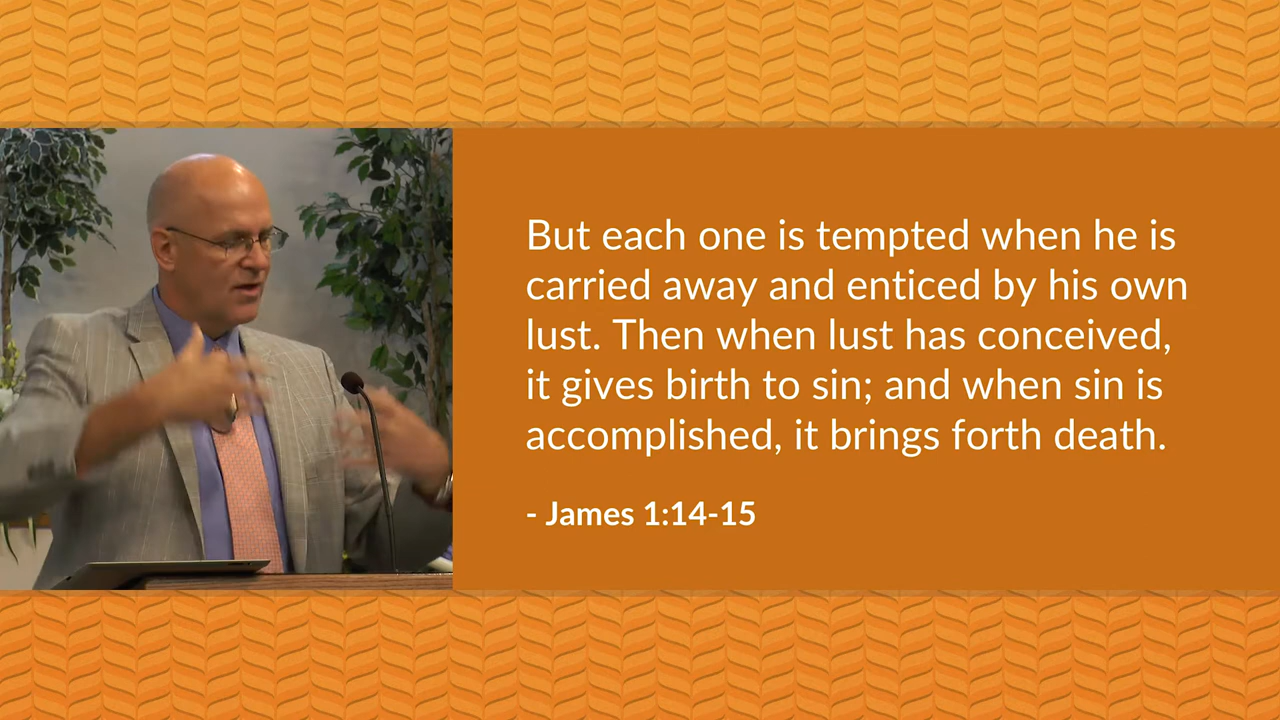 But each one is tempted when he is
carried away and enticed by his own
lust. Then when lust has conceived,
it gives birth to sin; and when sin is
accomplished, it brings forth death.
- James 1:14-15